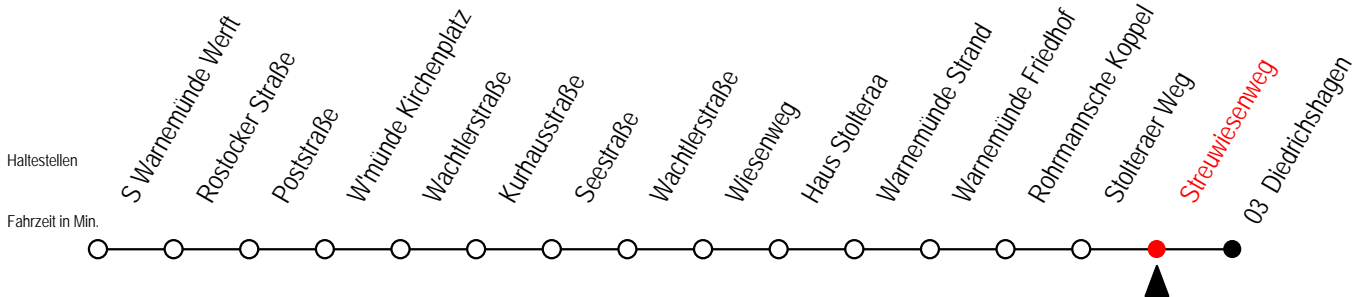 Haltestellen
S Warnemünde Werft
Rostocker Straße
Poststraße
W'münde Kirchenplatz
Wachtlerstraße
Kurhausstraße
Seestraße
Wachtlerstraße
Wiesenweg
Haus Stolteraa
Warnemünde Strand
Warnemünde Friedhof
Rohrmannsche Koppel
Stolteraer Weg
Streuwiesenweg
03 Diedrichshagen
Fahrzeit in Min.